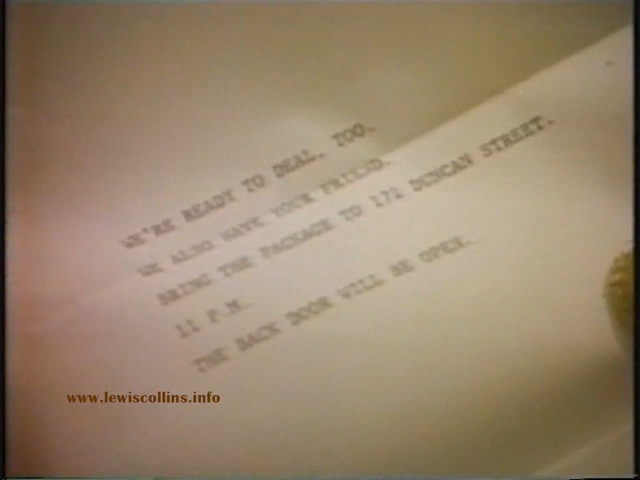 WE'RE READY TO DEAL, TOO.
WE ALSO HAVE YOUR FRIEND.
BRING THE PACKAGE TO 172 DUNCAN STREET.
11 P.M.
THE BACK DOOR WILL BE OPEN.
www.lewiscollins.info